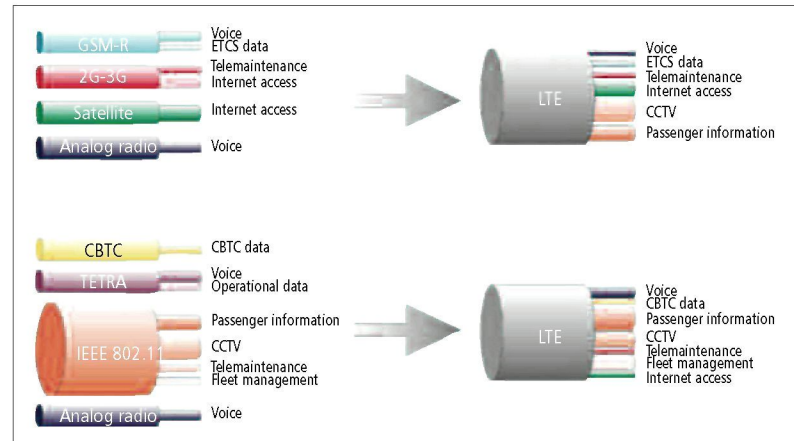 GSM-R
Voice
ETCS data
2G-3G
Telemaintenance
Internet access
Satellite
Internet access
Analog radio
Voice
LTE
Voice
ETCS data
Telemaintenance
Internet access
CCTV
Passenger information
CBTC
CBTC data
TETRA
Voice
Operational data
IEEE 802.11
Passenger information
CCTV
Telemaintenance
Fleet management
Analog radio
Voice
LTE
Voice
CBTC data
Passenger information
CCTV
Telemaintenance
Fleet management
Internet access